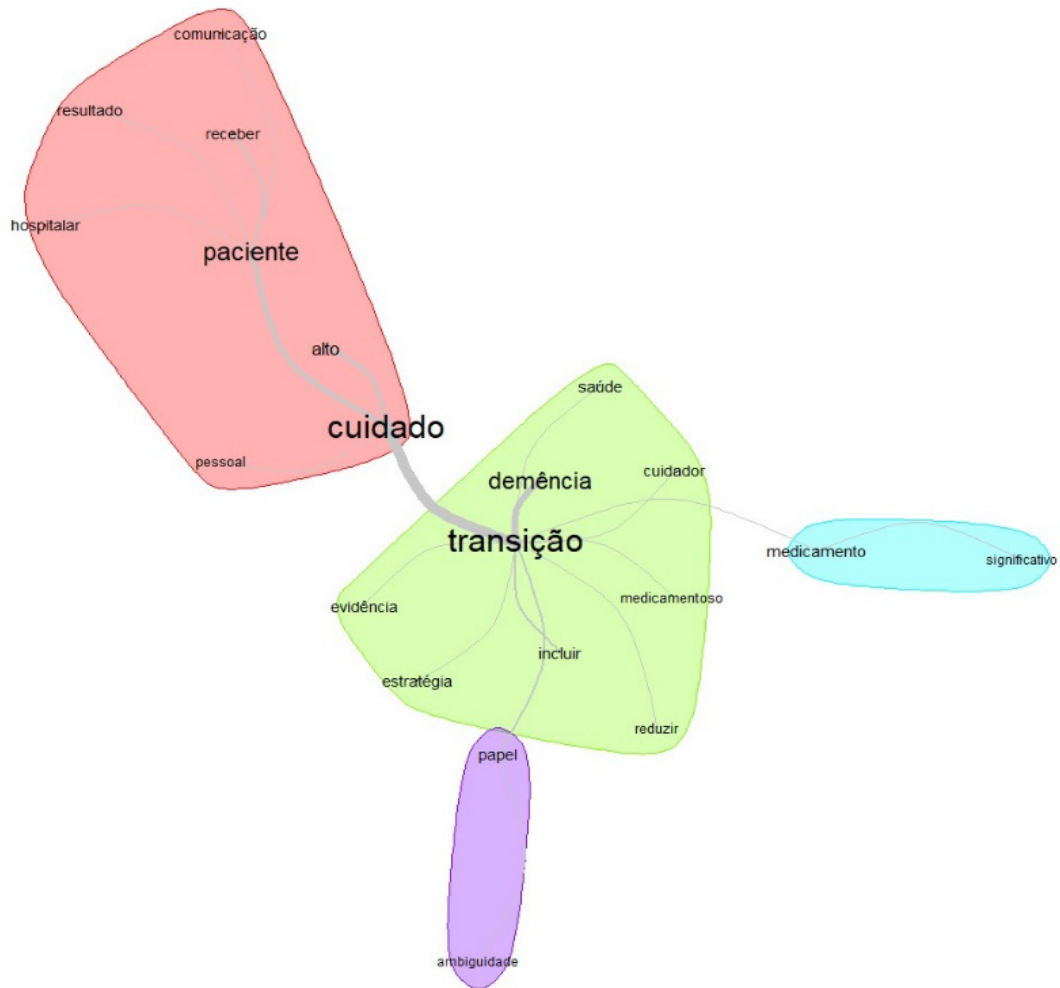 comunicação
resultado
receber
hospitalar
paciente
alto
cuidado
pessoal
saúde
cuidador
demência
transição
medicamento
significativo
medicamentoso
evidência
incluir
estratégia
reduzir
papel
ambiguidade